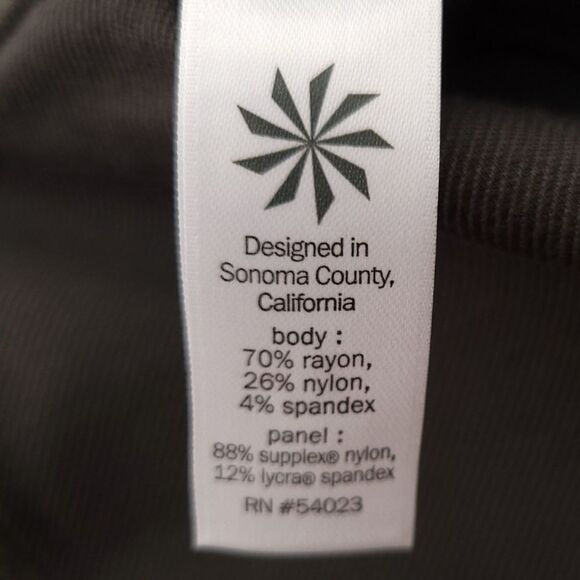 Designed in
Sonoma County,
California
body :
70% rayon,
26% nylon,
4% spandex
panel :
88% supplex® nylon,
12% lycra® spandex
RN #54023